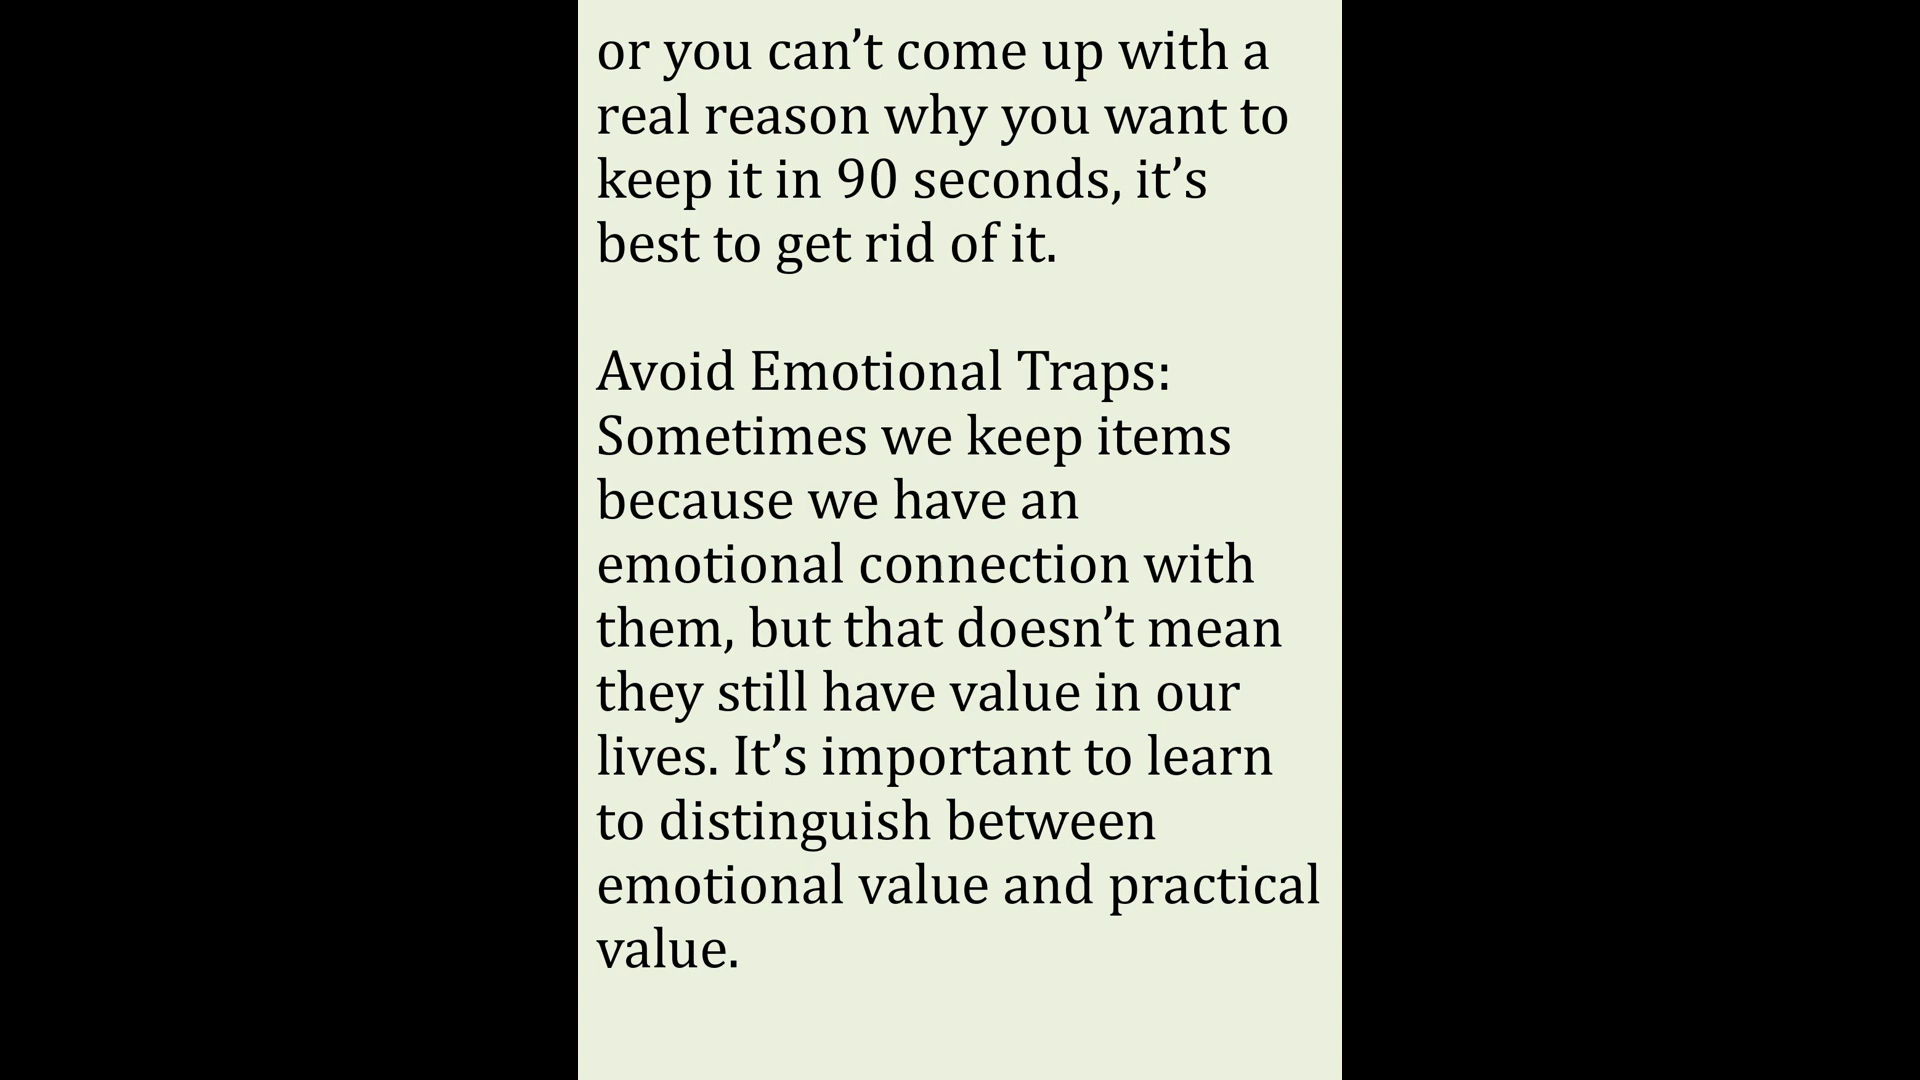 or you can’t come up with a
real reason why you want to
keep it in 90 seconds, it’s
best to get rid of it.
Avoid Emotional Traps:
Sometimes we keep items
because we have an
emotional connection with
them, but that doesn’t mean
they still have value in our
lives. It’s important to learn
to distinguish between
emotional value and practical
value.